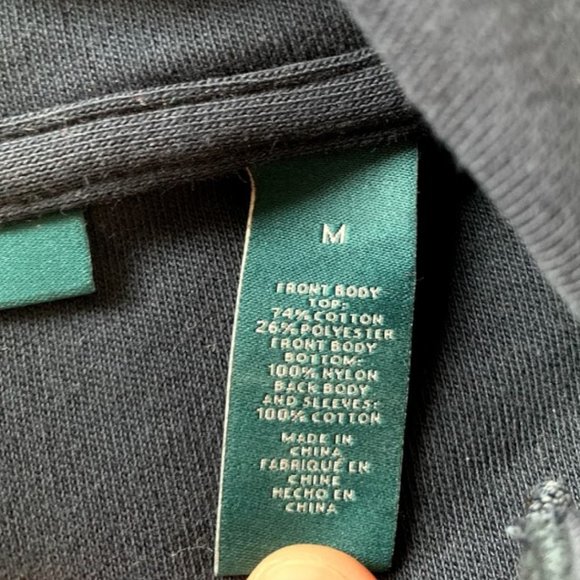 M
FRONT BODY
TOP:
74% COTTON
26% POLYESTER
FRONT BODY
BOTTOM:
100% NYLON
BACK BODY
AND SLEEVES:
100% COTTON
MADE IN
CHINA
FABRIQUÉ EN
CHINE
HECHO EN
CHINA